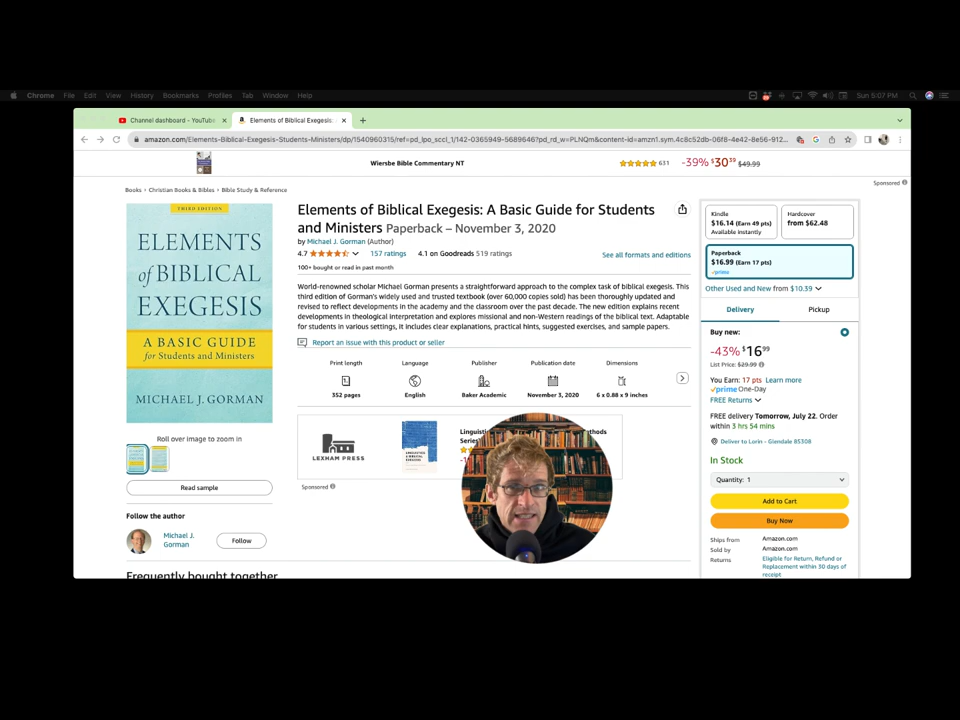 Chrome File Edit View History Bookmarks Profiles Tab Window Help Sun 5:07 PM
Channel dashboard - YouTube × Elements of Biblical Exegesis: × +
amazon.com/Elements-Biblical-Exegesis-Students-Ministers/dp/1540960315/ref=pd_lpo_sccl_1/142-0365949-5689646?pd_rd_w=PLNQm&content-id=amzn1.sym.4c8c52db-06f8-4e42-8e56-912...
Wiersbe Bible Commentary NT 631 -39% $30³⁹ $49.99
Sponsored
Books › Christian Books & Bibles › Bible Study & Reference
THIRD EDITION
ELEMENTS
of BIBLICAL
EXEGESIS
A BASIC GUIDE
for Students and Ministers
MICHAEL J. GORMAN
Roll over image to zoom in
Read sample
Follow the author
Michael J.
Gorman
Follow
Frequently bought together
Elements of Biblical Exegesis: A Basic Guide for Students
and Ministers Paperback – November 3, 2020
by Michael J. Gorman (Author)
4.7 157 ratings 4.1 on Goodreads 519 ratings
See all formats and editions
100+ bought or read in past month
World-renowned scholar Michael Gorman presents a straightforward approach to the complex task of biblical exegesis. This
third edition of Gorman's widely used and trusted textbook (over 60,000 copies sold) has been thoroughly updated and
revised to reflect developments in the academy and the classroom over the past decade. The new edition explains recent
developments in theological interpretation and explores missional and non-Western readings of the biblical text. Adaptable
for students in various settings, it includes clear explanations, practical hints, suggested exercises, and sample papers.
Report an issue with this product or seller
Print length Language Publisher Publication date Dimensions
352 pages English Baker Academic November 3, 2020 6 x 0.88 x 9 inches
LEXHAM PRESS
Sponsored
Kindle
$16.14 (Earn 49 pts)
Available instantly
Hardcover
from $62.48
Paperback
$16.99 (Earn 17 pts)
prime
Other Used and New from $10.39
Delivery Pickup
Buy new:
-43% $16⁹⁹
List Price: $29.99
You Earn: 17 pts Learn more
prime One-Day
FREE Returns
FREE delivery Tomorrow, July 22. Order
within 3 hrs 54 mins
Deliver to Lorin - Glendale 85308
In Stock
Quantity: 1
Add to Cart
Buy Now
Ships from Amazon.com
Sold by Amazon.com
Returns Eligible for Return, Refund or
Replacement within 30 days of
receipt